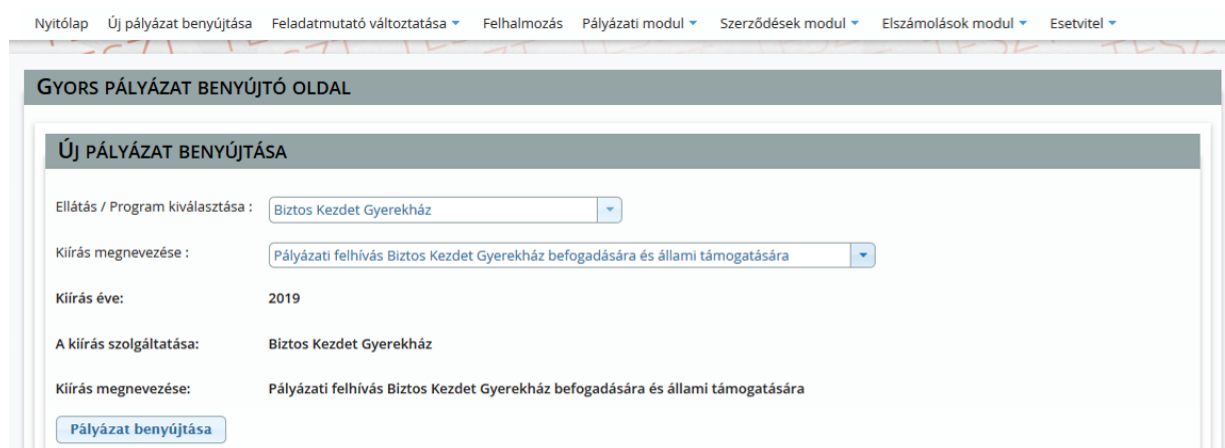 Nyitólap Új pályázat benyújtása Feladatmutató változtatása Felhalmozás Pályázati modul Szerződések modul Elszámolások modul Esetvitel
GYORS PÁLYÁZAT BENYÚJTÓ OLDAL
ÚJ PÁLYÁZAT BENYÚJTÁSA
Ellátás / Program kiválasztása : Biztos Kezdet Gyerekház
Kiírás megnevezése : Pályázati felhívás Biztos Kezdet Gyerekház befogadására és állami támogatására
Kiírás éve: 2019
A kiírás szolgáltatása: Biztos Kezdet Gyerekház
Kiírás megnevezése: Pályázati felhívás Biztos Kezdet Gyerekház befogadására és állami támogatására
Pályázat benyújtása